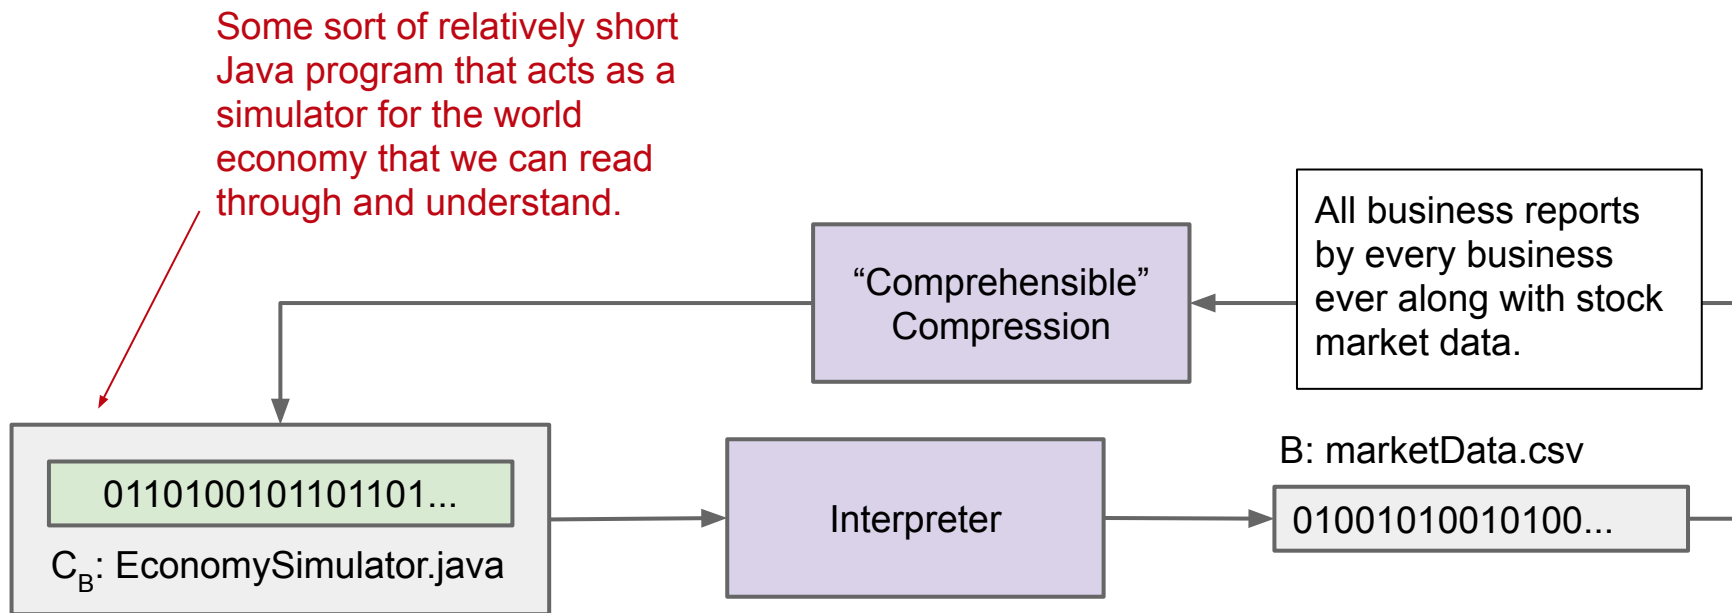 Some sort of relatively short
Java program that acts as a
simulator for the world
economy that we can read
through and understand.
“Comprehensible”
Compression
All business reports
by every business
ever along with stock
market data.
0110100101101101...
C_B: EconomySimulator.java
Interpreter
B: marketData.csv
01001010010100...